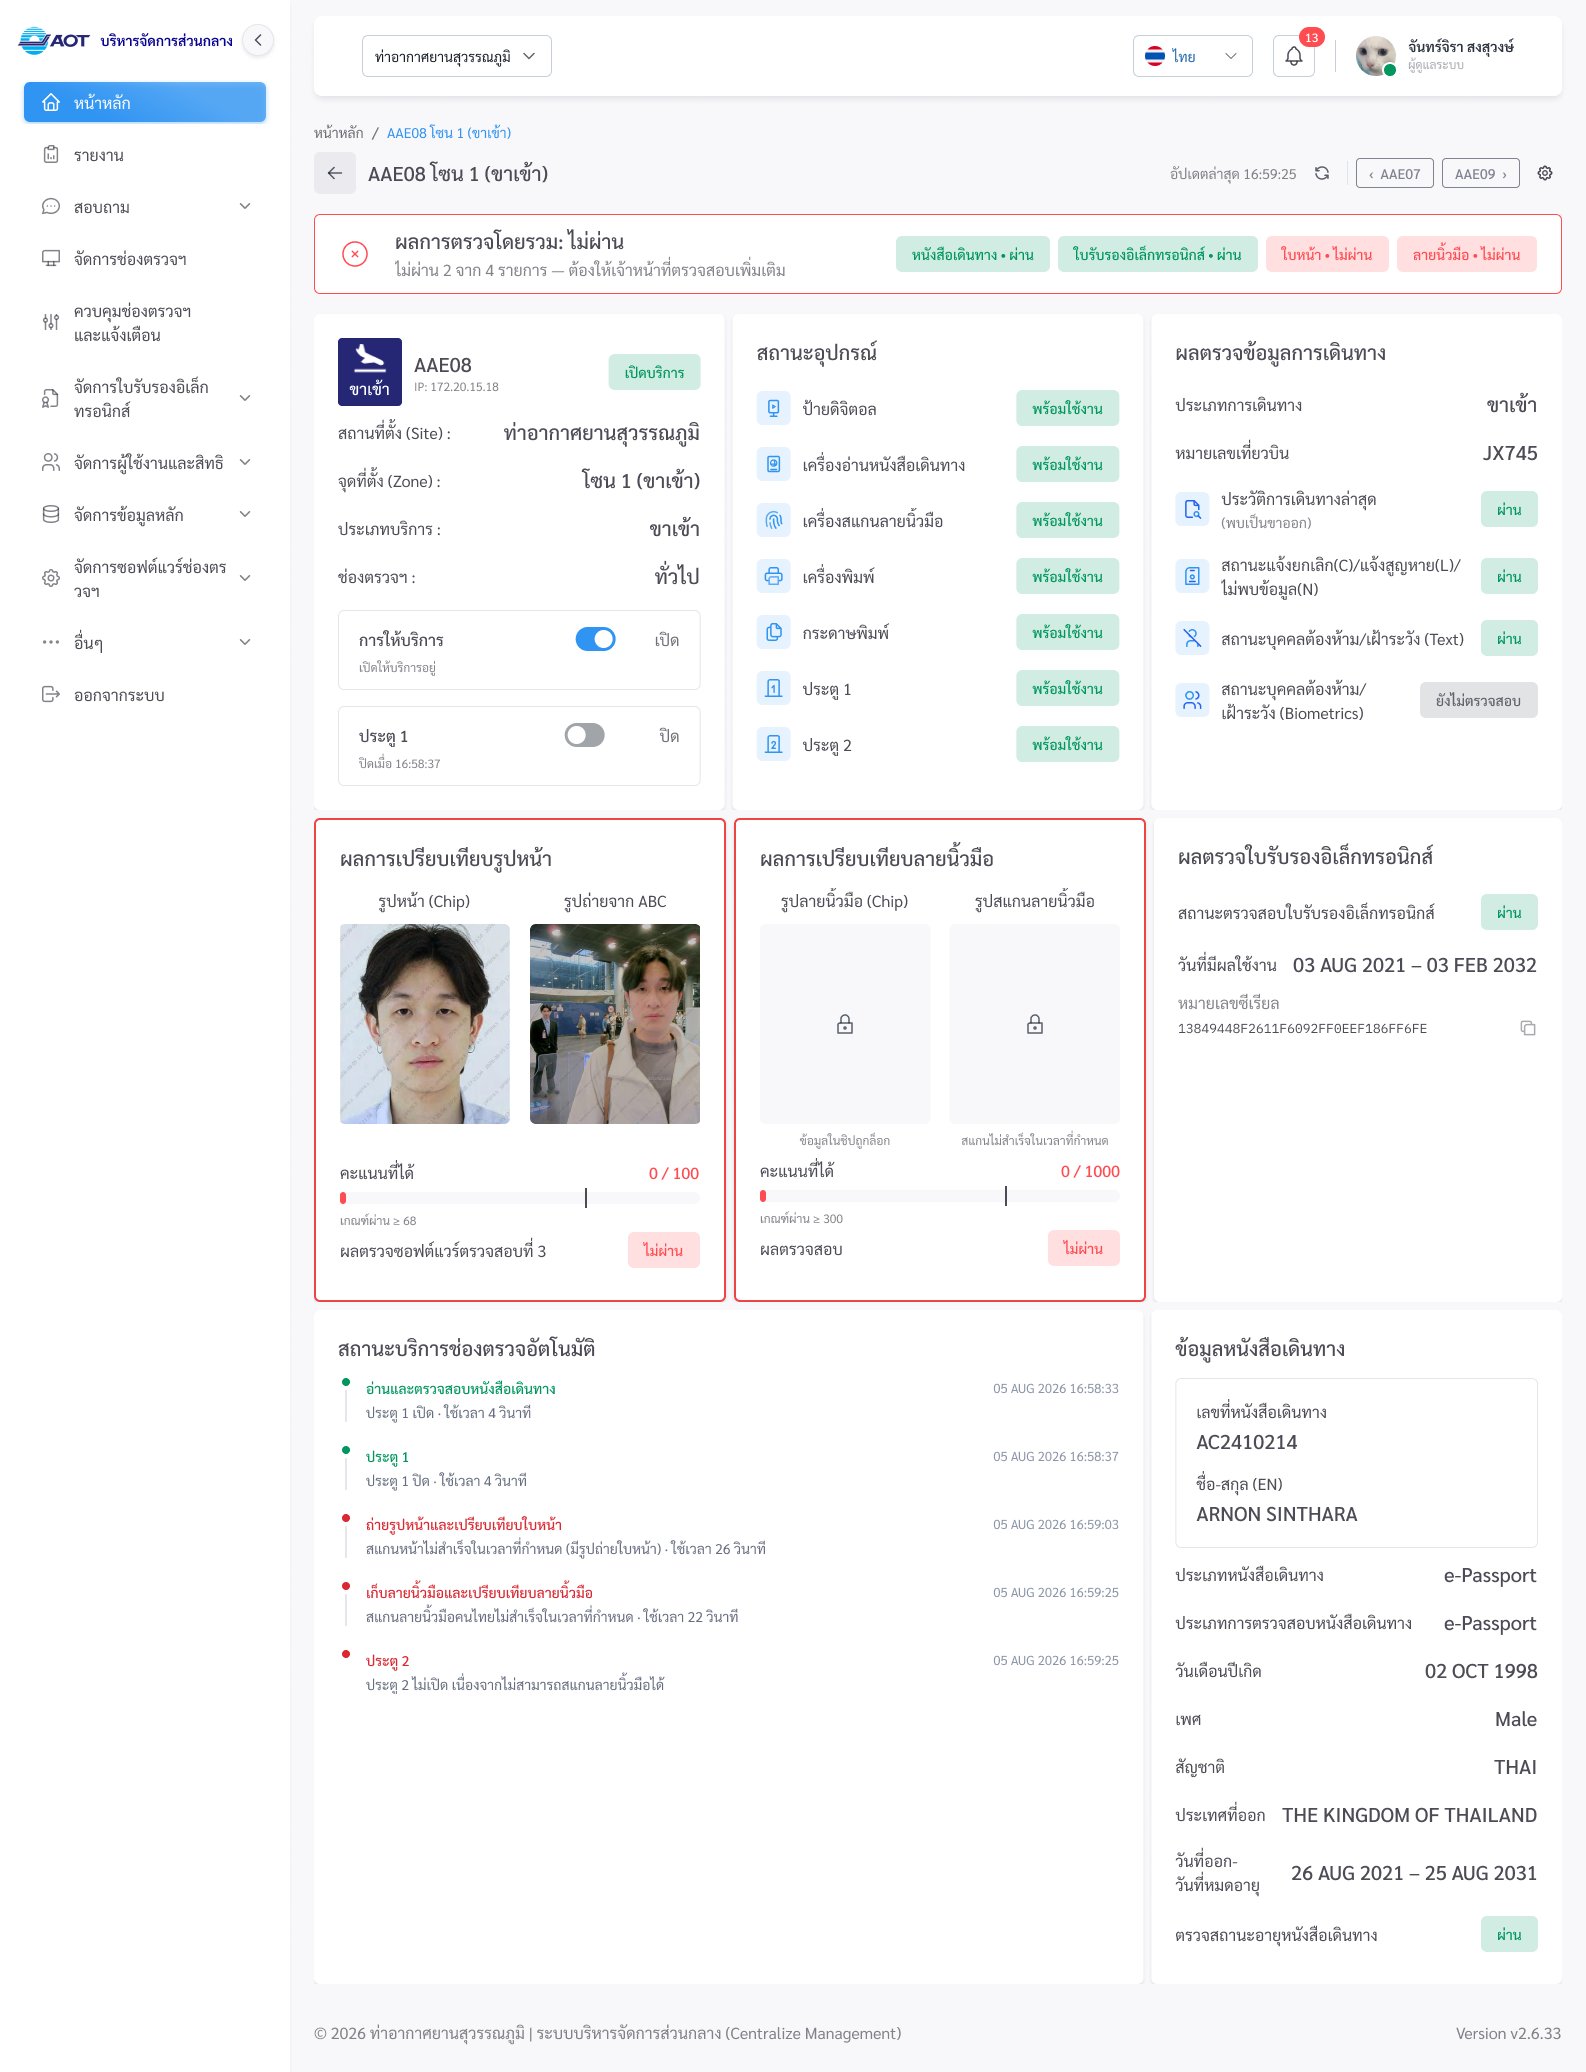 AOT บริหารจัดการส่วนกลาง
หน้าหลัก
รายงาน
สอบถาม
จัดการช่องตรวจฯ
ควบคุมช่องตรวจฯ
และแจ้งเตือน
จัดการใบรับรองอิเล็ก
ทรอนิกส์
จัดการผู้ใช้งานและสิทธิ
จัดการข้อมูลหลัก
จัดการซอฟต์แวร์ช่องตร
วจฯ
อื่นๆ
ออกจากระบบ
ท่าอากาศยานสุวรรณภูมิ
ไทย
13
จันทร์จิรา สงสุวงษ์
ผู้ดูแลระบบ
หน้าหลัก / AAE08 โซน 1 (ขาเข้า)
AAE08 โซน 1 (ขาเข้า)
อัปเดตล่าสุด 16:59:25
‹ AAE07
AAE09 ›
ผลการตรวจโดยรวม: ไม่ผ่าน
ไม่ผ่าน 2 จาก 4 รายการ — ต้องให้เจ้าหน้าที่ตรวจสอบเพิ่มเติม
หนังสือเดินทาง • ผ่าน
ใบรับรองอิเล็กทรอนิกส์ • ผ่าน
ใบหน้า • ไม่ผ่าน
ลายนิ้วมือ • ไม่ผ่าน
ขาเข้า
AAE08
IP: 172.20.15.18
เปิดบริการ
สถานที่ตั้ง (Site) : ท่าอากาศยานสุวรรณภูมิ
จุดที่ตั้ง (Zone) : โซน 1 (ขาเข้า)
ประเภทบริการ : ขาเข้า
ช่องตรวจฯ : ทั่วไป
การให้บริการ เปิด
เปิดให้บริการอยู่
ประตู 1 ปิด
ปิดเมื่อ 16:58:37
สถานะอุปกรณ์
ป้ายดิจิตอล พร้อมใช้งาน
เครื่องอ่านหนังสือเดินทาง พร้อมใช้งาน
เครื่องสแกนลายนิ้วมือ พร้อมใช้งาน
เครื่องพิมพ์ พร้อมใช้งาน
กระดาษพิมพ์ พร้อมใช้งาน
ประตู 1 พร้อมใช้งาน
ประตู 2 พร้อมใช้งาน
ผลตรวจข้อมูลการเดินทาง
ประเภทการเดินทาง ขาเข้า
หมายเลขเที่ยวบิน JX745
ประวัติการเดินทางล่าสุด ผ่าน
(พบเป็นขาออก)
สถานะแจ้งยกเลิก(C)/แจ้งสูญหาย(L)/
ไม่พบข้อมูล(N) ผ่าน
สถานะบุคคลต้องห้าม/เฝ้าระวัง (Text) ผ่าน
สถานะบุคคลต้องห้าม/
เฝ้าระวัง (Biometrics) ยังไม่ตรวจสอบ
ผลการเปรียบเทียบรูปหน้า
รูปหน้า (Chip) รูปถ่ายจาก ABC
คะแนนที่ได้ 0 / 100
เกณฑ์ผ่าน ≥ 68
ผลตรวจซอฟต์แวร์ตรวจสอบที่ 3 ไม่ผ่าน
ผลการเปรียบเทียบลายนิ้วมือ
รูปลายนิ้วมือ (Chip) รูปสแกนลายนิ้วมือ
ข้อมูลในชิปถูกล็อก สแกนไม่สำเร็จในเวลาที่กำหนด
คะแนนที่ได้ 0 / 1000
เกณฑ์ผ่าน ≥ 300
ผลตรวจสอบ ไม่ผ่าน
ผลตรวจใบรับรองอิเล็กทรอนิกส์
สถานะตรวจสอบใบรับรองอิเล็กทรอนิกส์ ผ่าน
วันที่มีผลใช้งาน 03 AUG 2021 – 03 FEB 2032
หมายเลขซีเรียล
13849448F2611F6092FF0EEF186FF6FE
สถานะบริการช่องตรวจอัตโนมัติ
อ่านและตรวจสอบหนังสือเดินทาง 05 AUG 2026 16:58:33
ประตู 1 เปิด · ใช้เวลา 4 วินาที
ประตู 1 05 AUG 2026 16:58:37
ประตู 1 ปิด · ใช้เวลา 4 วินาที
ถ่ายรูปหน้าและเปรียบเทียบใบหน้า 05 AUG 2026 16:59:03
สแกนหน้าไม่สำเร็จในเวลาที่กำหนด (มีรูปถ่ายใบหน้า) · ใช้เวลา 26 วินาที
เก็บลายนิ้วมือและเปรียบเทียบลายนิ้วมือ 05 AUG 2026 16:59:25
สแกนลายนิ้วมือคนไทยไม่สำเร็จในเวลาที่กำหนด · ใช้เวลา 22 วินาที
ประตู 2 05 AUG 2026 16:59:25
ประตู 2 ไม่เปิด เนื่องจากไม่สามารถสแกนลายนิ้วมือได้
ข้อมูลหนังสือเดินทาง
เลขที่หนังสือเดินทาง
AC2410214
ชื่อ-สกุล (EN)
ARNON SINTHARA
ประเภทหนังสือเดินทาง e-Passport
ประเภทการตรวจสอบหนังสือเดินทาง e-Passport
วันเดือนปีเกิด 02 OCT 1998
เพศ Male
สัญชาติ THAI
ประเทศที่ออก THE KINGDOM OF THAILAND
วันที่ออก-
วันที่หมดอายุ 26 AUG 2021 – 25 AUG 2031
ตรวจสถานะอายุหนังสือเดินทาง ผ่าน
© 2026 ท่าอากาศยานสุวรรณภูมิ | ระบบบริหารจัดการส่วนกลาง (Centralize Management)
Version v2.6.33